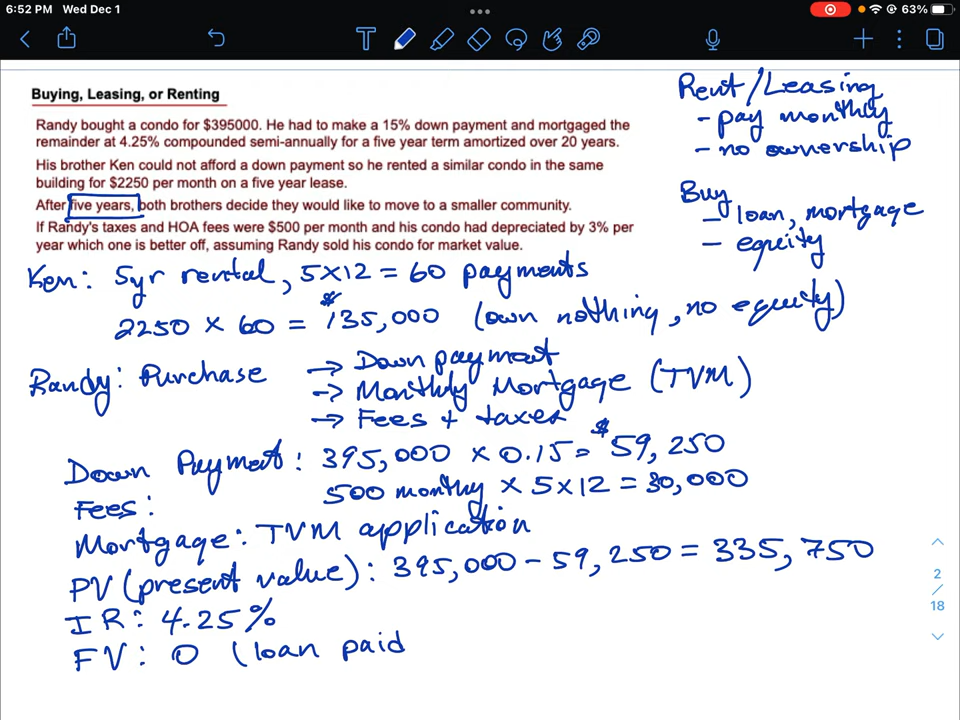 6:52 PM Wed Dec 1
63%
Buying, Leasing, or Renting
Randy bought a condo for $395000. He had to make a 15% down payment and mortgaged the
remainder at 4.25% compounded semi-annually for a five year term amortized over 20 years.
His brother Ken could not afford a down payment so he rented a similar condo in the same
building for $2250 per month on a five year lease.
After five years, both brothers decide they would like to move to a smaller community.
If Randy's taxes and HOA fees were $500 per month and his condo had depreciated by 3% per
year which one is better off, assuming Randy sold his condo for market value.
Rent/Leasing
- pay monthly
- no ownership
Buy
- loan, mortgage
- equity
Ken: 5yr rental, 5×12 = 60 payments
2250 × 60 = $135,000 (own nothing, no equity)
Randy: Purchase → Down payment
→ Monthly Mortgage (TVM)
→ Fees + taxes
Down Payment: 395,000 × 0.15 = $59,250
Fees: 500 monthy × 5×12 = 30,000
Mortgage: TVM application
PV (present value): 395,000 - 59,250 = 335,750
IR: 4.25%
FV: 0 (loan paid
2
/
18